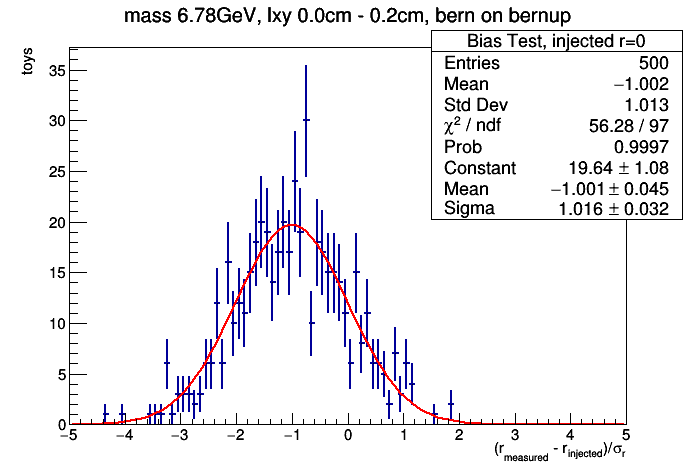 mass 6.78GeV, lxy 0.0cm - 0.2cm, bern on bernup
Bias Test, injected r=0
Entries 500
Mean −1.002
Std Dev 1.013
χ² / ndf 56.28 / 97
Prob 0.9997
Constant 19.64 ± 1.08
Mean −1.001 ± 0.045
Sigma 1.016 ± 0.032
toys
35
30
25
20
15
10
5
0
−5 −4 −3 −2 −1 0 1 2 3 4 5
(r_measured - r_injected)/σ_r